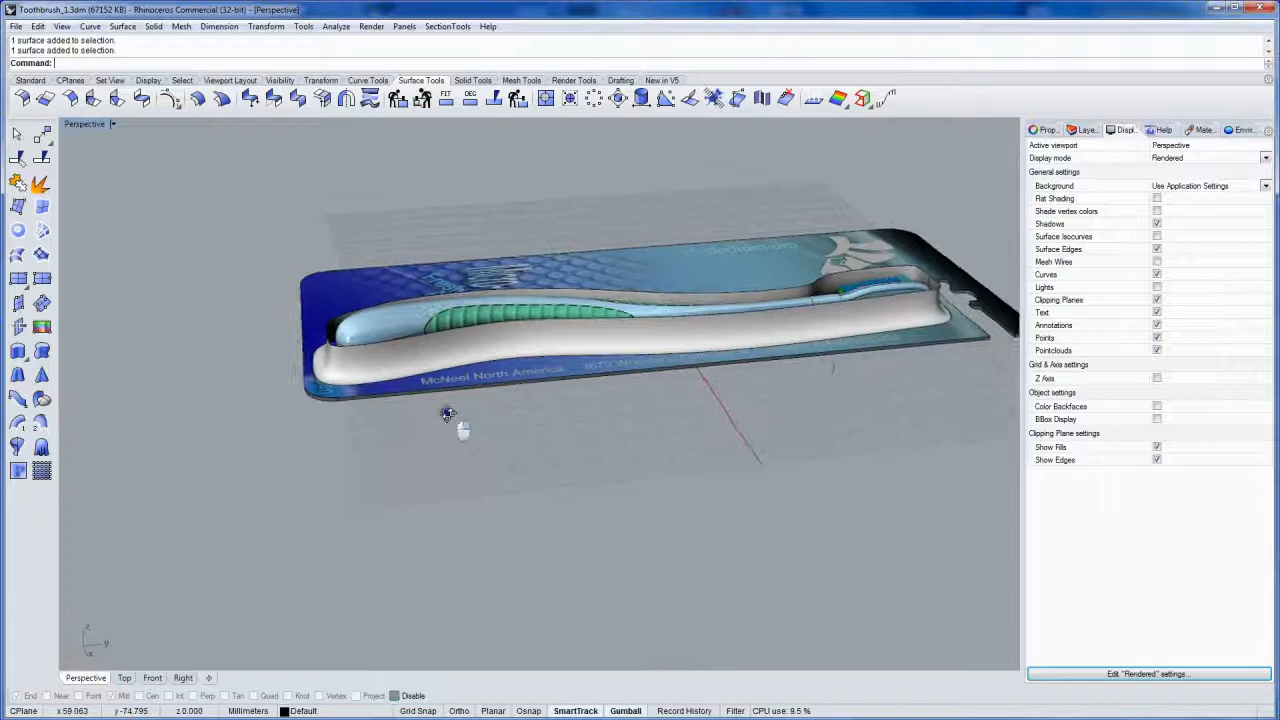 Toothbrush_1.3dm (67152 KB) - Rhinoceros Commercial (32-bit) - [Perspective]
File Edit View Curve Surface Solid Mesh Dimension Transform Tools Analyze Render Panels SectionTools Help
1 surface added to selection.
1 surface added to selection.
Command:
Standard CPlanes Set View Display Select Viewport Layout Visibility Transform Curve Tools Surface Tools Solid Tools Mesh Tools Render Tools Drafting New in V5
FIT DEG
Perspective
Prop... Laye... Displ... Help Mate... Envir...
Active viewport Perspective
Display mode Rendered
General settings
Background Use Application Settings
Flat Shading
Shade vertex colors
Shadows
Surface Isocurves
Surface Edges
Mesh Wires
Curves
Lights
Clipping Planes
Text
Annotations
Points
Pointclouds
Grid & Axis settings
Z Axis
Object settings
Color Backfaces
BBox Display
Clipping Plane settings
Show Fills
Show Edges
McNeel North America
z
y
x
Edit "Rendered" settings...
Perspective Top Front Right
End Near Point Mid Cen Int Perp Tan Quad Knot Vertex Project Disable
CPlane x 59.063 y -74.795 z 0.000 Millimeters Default Grid Snap Ortho Planar Osnap SmartTrack Gumball Record History Filter CPU use: 9.5 %